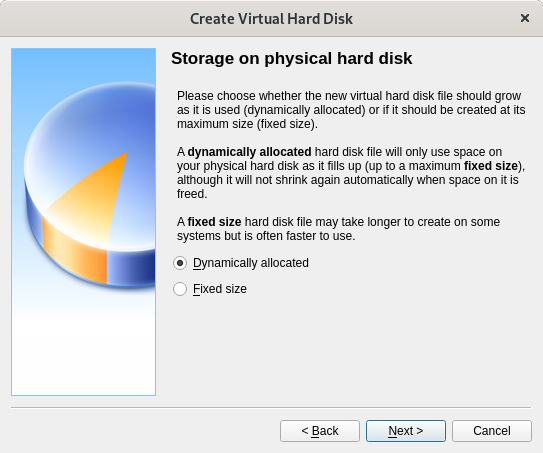 Create Virtual Hard Disk
×
Storage on physical hard disk
Please choose whether the new virtual hard disk file should grow
as it is used (dynamically allocated) or if it should be created at its
maximum size (fixed size).
A dynamically allocated hard disk file will only use space on
your physical hard disk as it fills up (up to a maximum fixed size),
although it will not shrink again automatically when space on it is
freed.
A fixed size hard disk file may take longer to create on some
systems but is often faster to use.
Dynamically allocated
Fixed size
< Back
Next >
Cancel